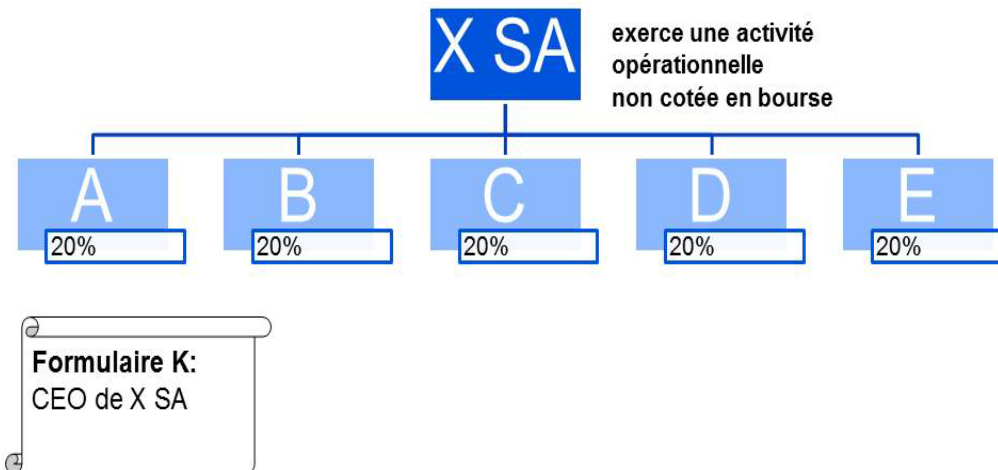 X SA
exerce une activité
opérationnelle
non cotée en bourse
A
B
C
D
E
20%
20%
20%
20%
20%
Formulaire K:
CEO de X SA